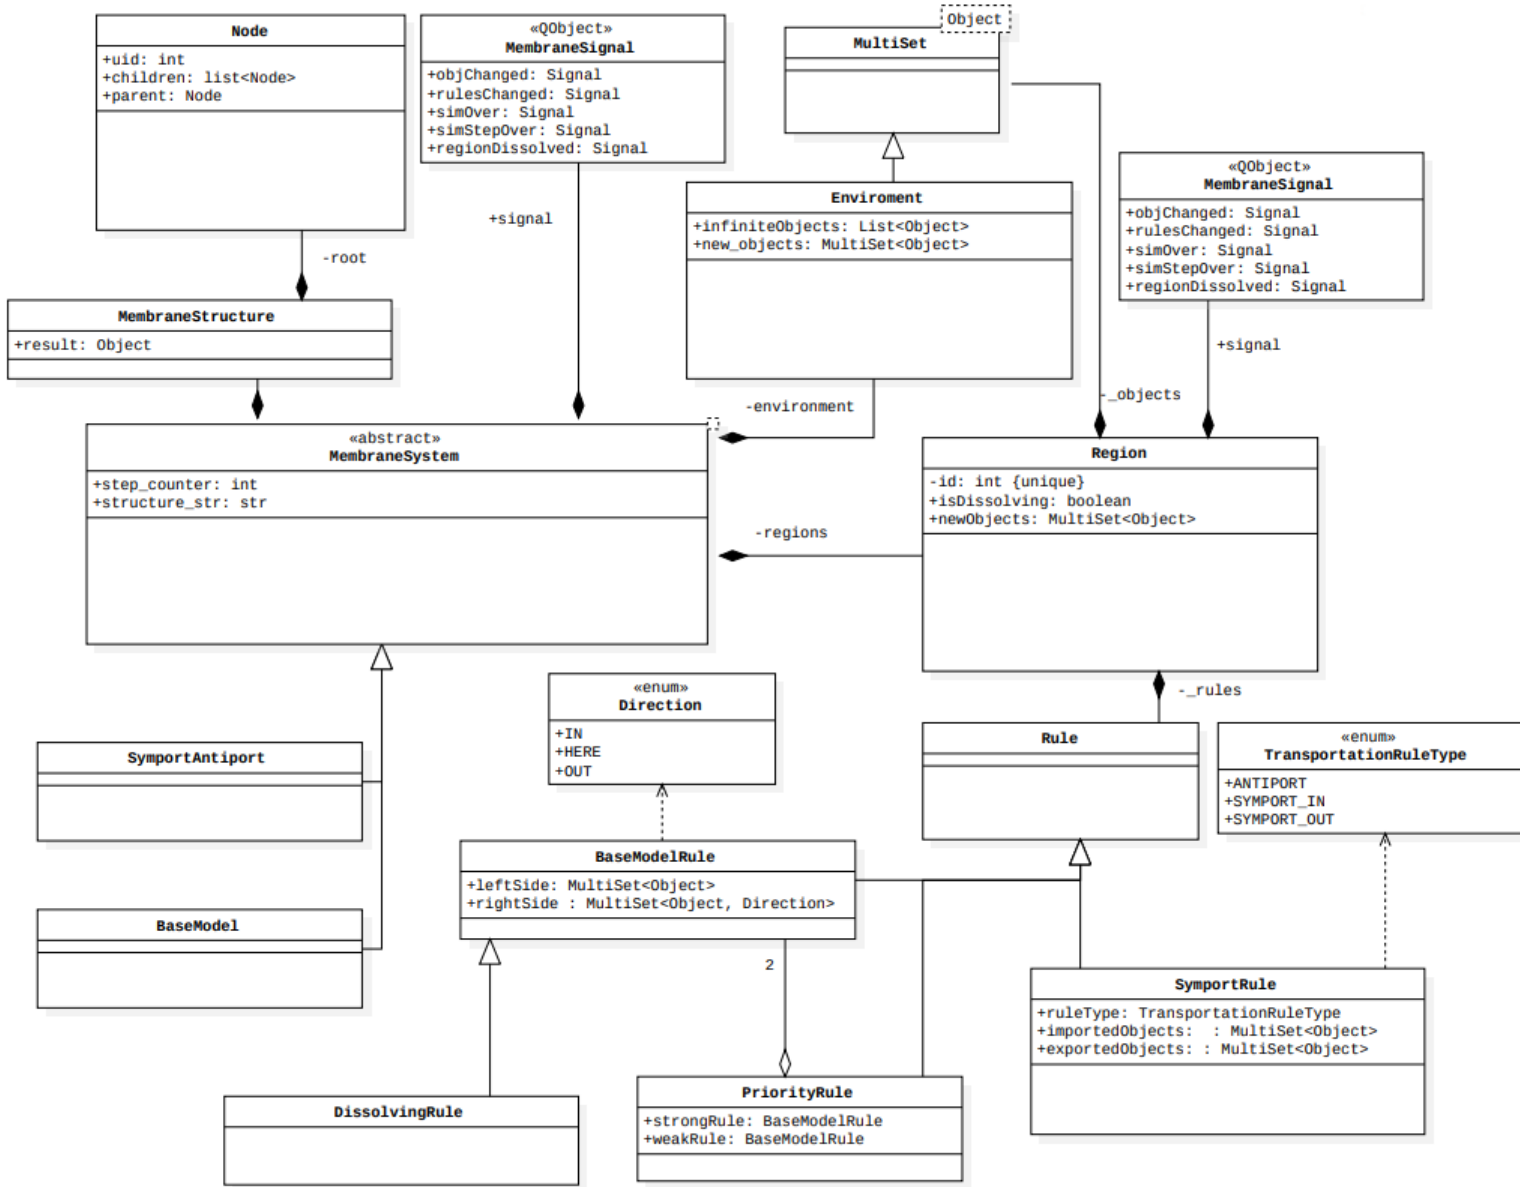 Node
+uid: int
+children: list<Node>
+parent: Node
«QObject»
MembraneSignal
+objChanged: Signal
+rulesChanged: Signal
+simOver: Signal
+simStepOver: Signal
+regionDissolved: Signal
Object
MultiSet
Enviroment
+infiniteObjects: List<Object>
+new_objects: MultiSet<Object>
«QObject»
MembraneSignal
+objChanged: Signal
+rulesChanged: Signal
+simOver: Signal
+simStepOver: Signal
+regionDissolved: Signal
+signal
-root
MembraneStructure
+result: Object
+signal
-environment
-_objects
«abstract»
MembraneSystem
+step_counter: int
+structure_str: str
Region
-id: int {unique}
+isDissolving: boolean
+newObjects: MultiSet<Object>
-regions
-_rules
«enum»
Direction
+IN
+HERE
+OUT
Rule
«enum»
TransportationRuleType
+ANTIPORT
+SYMPORT_IN
+SYMPORT_OUT
SymportAntiport
BaseModelRule
+leftSide: MultiSet<Object>
+rightSide : MultiSet<Object, Direction>
BaseModel
2
SymportRule
+ruleType: TransportationRuleType
+importedObjects:  : MultiSet<Object>
+exportedObjects: : MultiSet<Object>
DissolvingRule
PriorityRule
+strongRule: BaseModelRule
+weakRule: BaseModelRule